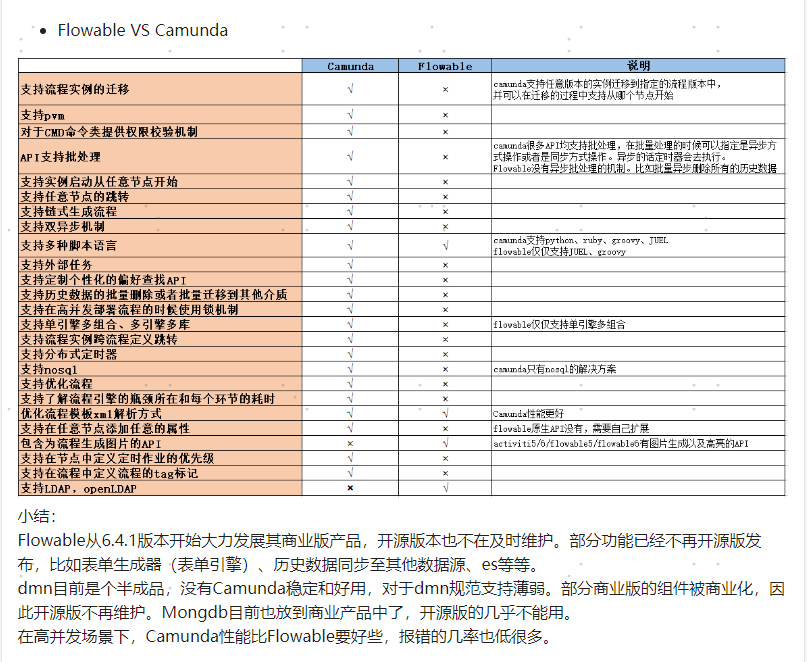 • Flowable VS Camunda
Camunda Flowable 说明
支持流程实例的迁移 √ × camunda支持任意版本的实例迁移到指定的流程版本中,
并可以在迁移的过程中支持从哪个节点开始
支持pvm √ ×
对于CMD命令类提供权限校验机制 √ ×
API支持批处理 √ × camunda很多API均支持批处理，在批量处理的时候可以指定是异步方
式操作或者是同步方式操作。异步的话定时器会去执行。
Flowable没有异步批处理的机制。比如批量异步删除所有的历史数据
支持实例启动从任意节点开始 √ ×
支持任意节点的跳转 √ ×
支持链式生成流程 √ ×
支持双异步机制 √ ×
支持多种脚本语言 √ √ camunda支持python、ruby、groovy、JUEL
flowable仅仅支持JUEL、groovy
支持外部任务 √ ×
支持定制个性化的偏好查找API √ ×
支持历史数据的批量删除或者批量迁移到其他介质 √ ×
支持在高并发部署流程的时候使用锁机制 √ ×
支持单引擎多组合、多引擎多库 √ × flowable仅仅支持单引擎多组合
支持流程实例跨流程定义跳转 √ ×
支持分布式定时器 √ ×
支持nosql √ × camunda只有nosql的解决方案
支持优化流程 √ ×
支持了解流程引擎的瓶颈所在和每个环节的耗时 √ ×
优化流程模板xml解析方式 √ √ Camunda性能更好
支持在任意节点添加任意的属性 √ × flowable原生API没有，需要自己扩展
包含为流程生成图片的API × √ activiti5/6/flowable5/flowable6有图片生成以及高亮的API
支持在节点中定义定时作业的优先级 √ ×
支持在流程中定义流程的tag标记 √ ×
支持LDAP，openLDAP × √
小结：
Flowable从6.4.1版本开始大力发展其商业版产品，开源版本也不在及时维护。部分功能已经不再开源版发
布，比如表单生成器（表单引擎）、历史数据同步至其他数据源、es等等。
dmn目前是个半成品，没有Camunda稳定和好用，对于dmn规范支持薄弱。部分商业版的组件被商业化，因
此开源版不再维护。Mongdb目前也放到商业产品中了，开源版的几乎不能用。
在高并发场景下，Camunda性能比Flowable要好些，报错的几率也低很多。